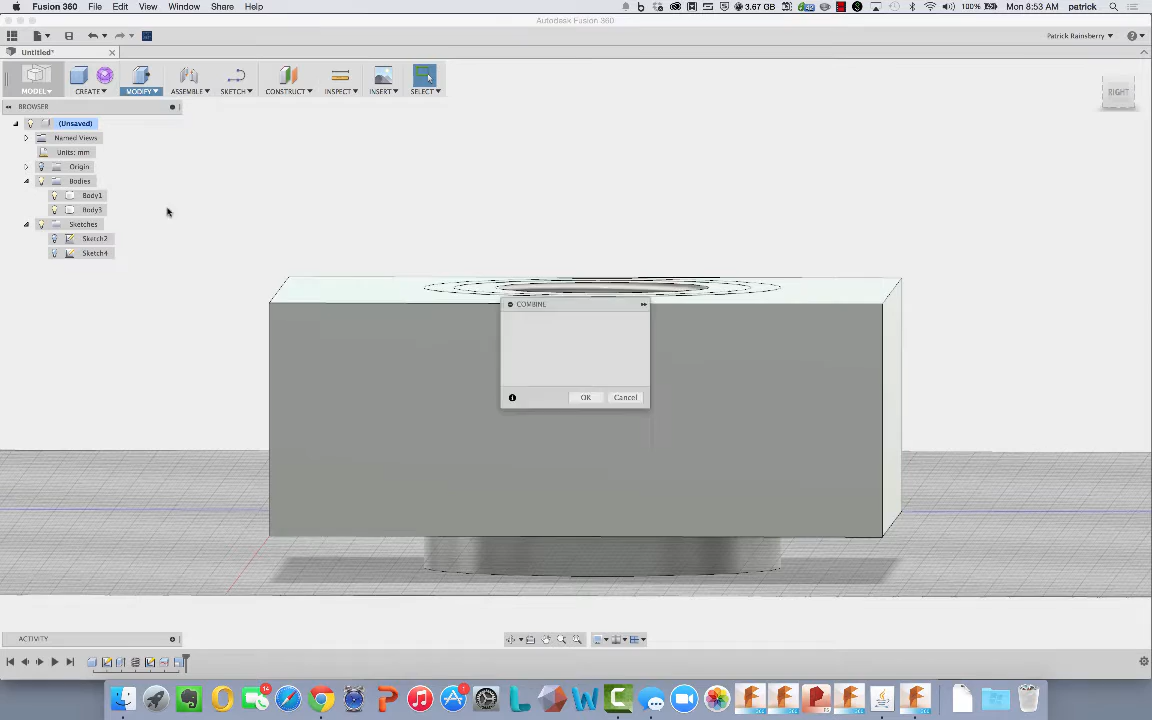 Fusion 360 File Edit View Window Share Help 3.67 GB 100% Mon 8:53 AM patrick
Autodesk Fusion 360
Patrick Rainsberry
Untitled*
MODEL CREATE MODIFY ASSEMBLE SKETCH CONSTRUCT INSPECT INSERT SELECT
BROWSER
RIGHT
(Unsaved)
Named Views
Units: mm
Origin
Bodies
Body1
Body3
Sketches
Sketch2
Sketch4
COMBINE
OK Cancel
ACTIVITY